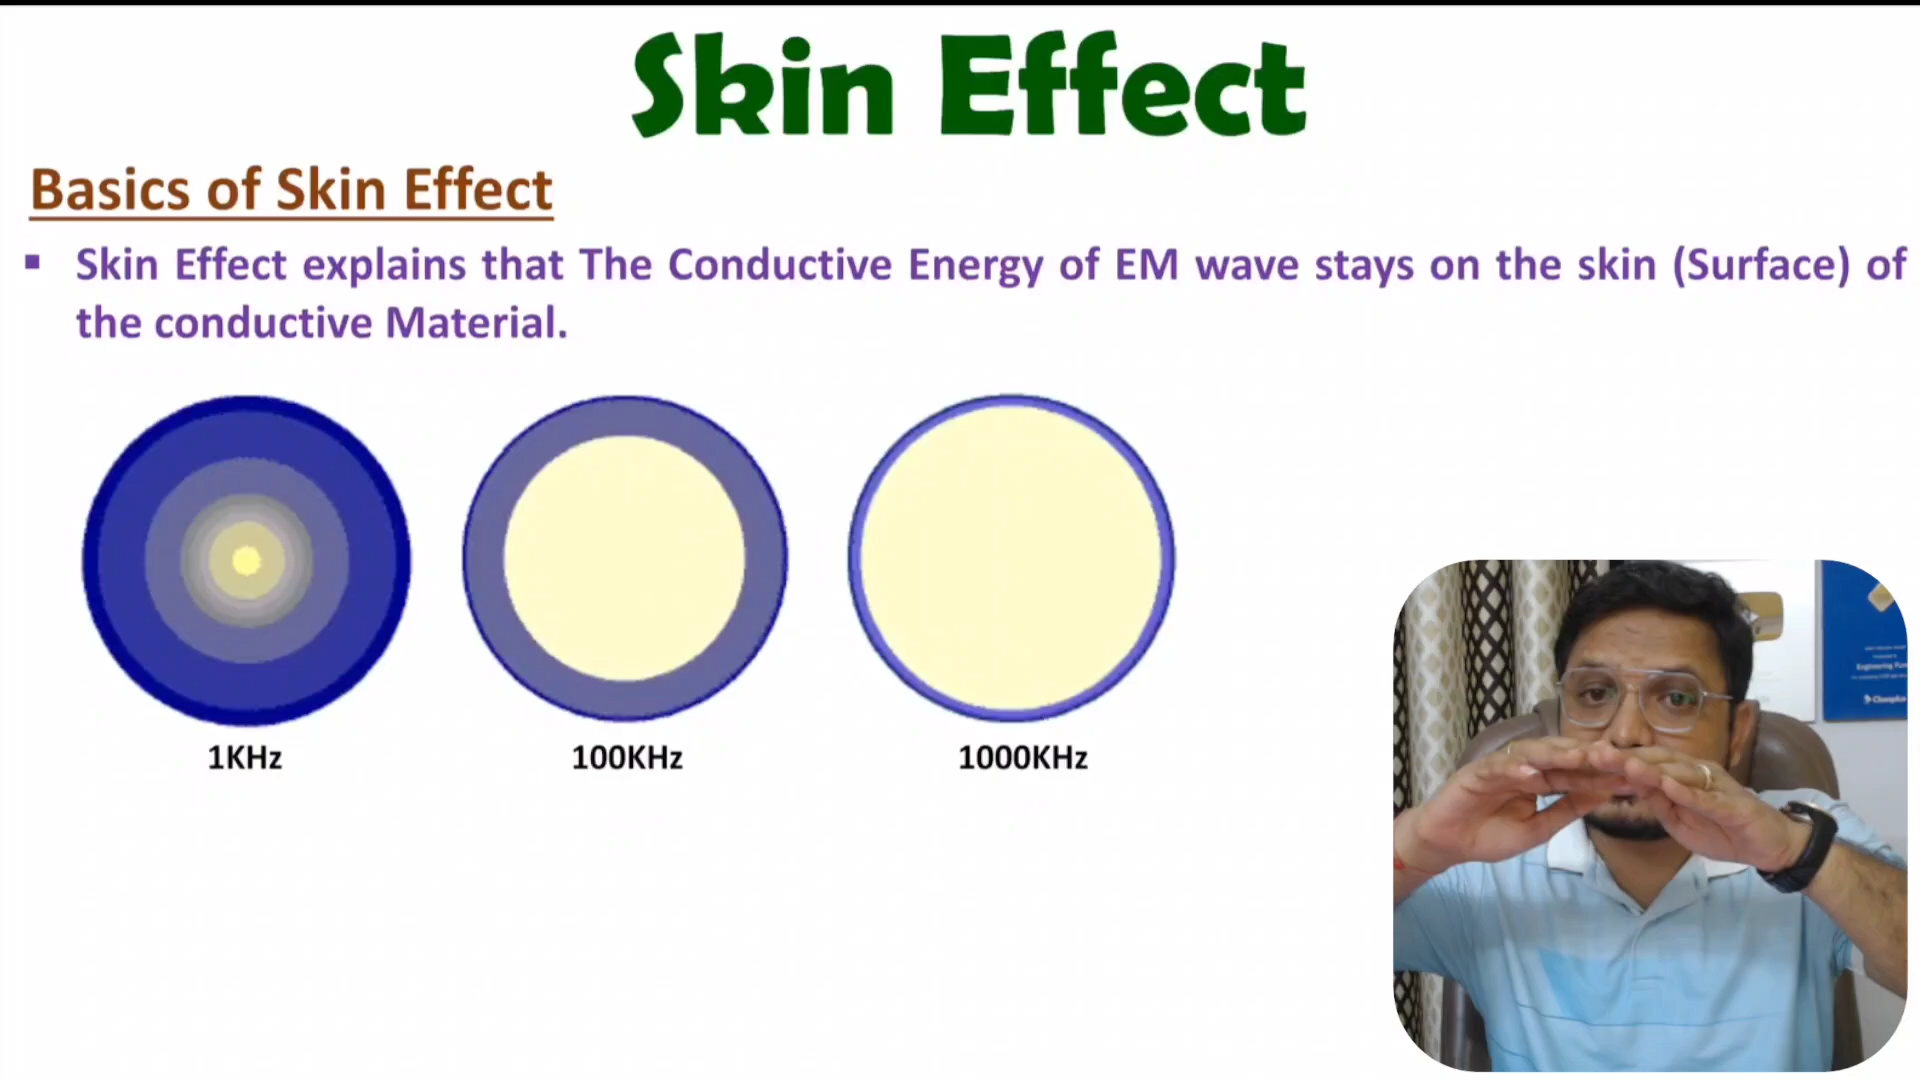 Skin Effect
Basics of Skin Effect
▪ Skin Effect explains that The Conductive Energy of EM wave stays on the skin (Surface) of
the conductive Material.
1KHz 100KHz 1000KHz